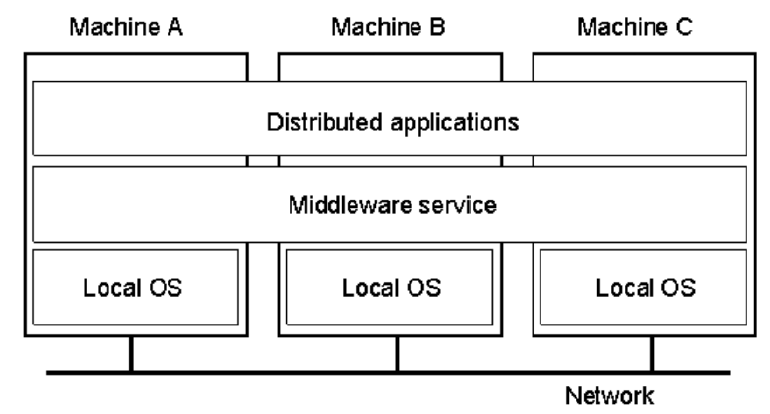 Machine A Machine B Machine C
Distributed applications
Middleware service
Local OS Local OS Local OS
Network